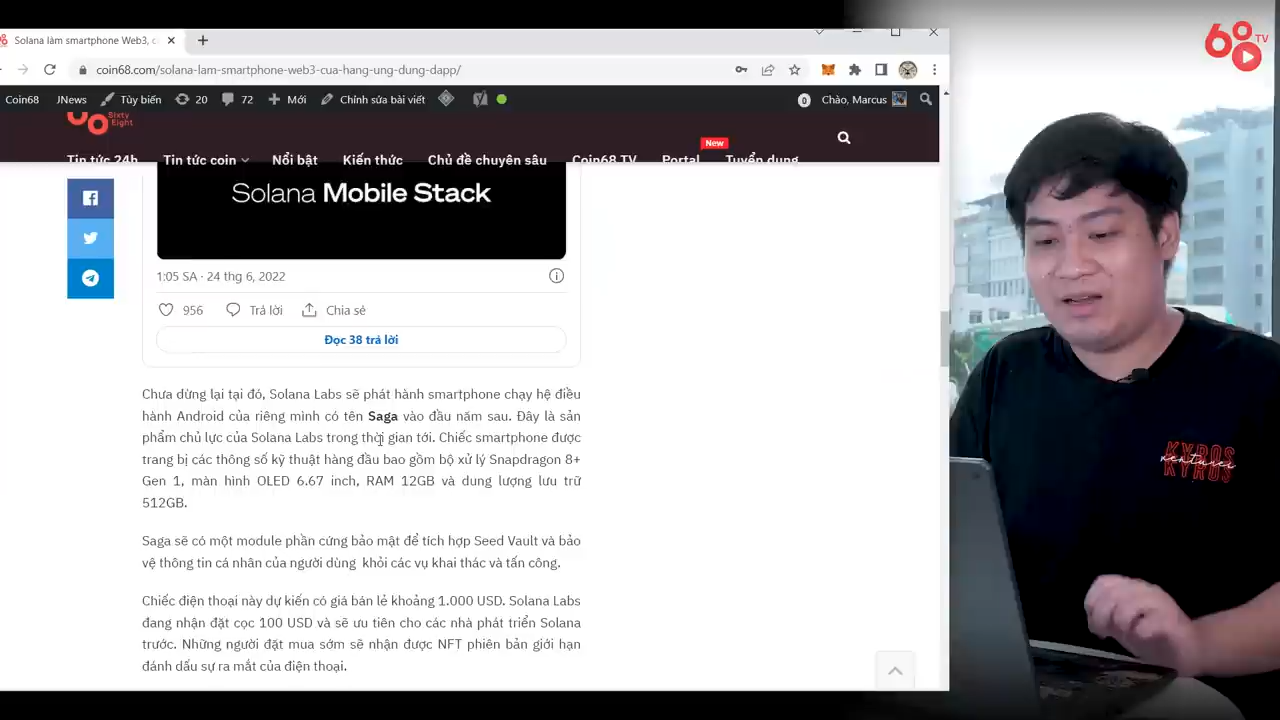 Solana làm smartphone Web3, c
coin68.com/solana-lam-smartphone-web3-cua-hang-ung-dung-dapp/
Coin68 JNews Tùy biến 20 72 Mới Chỉnh sửa bài viết 0 Chào, Marcus
Sixty
Eight
New
Tin tức 24h Tin tức coin Nổi bật Kiến thức Chủ đề chuyên sâu Coin68 TV Portal Tuyển dụng
Solana Mobile Stack
1:05 SA · 24 thg 6, 2022
956 Trả lời Chia sẻ
Đọc 38 trả lời
Chưa dừng lại tại đó, Solana Labs sẽ phát hành smartphone chạy hệ điều
hành Android của riêng mình có tên Saga vào đầu năm sau. Đây là sản
phẩm chủ lực của Solana Labs trong thời gian tới. Chiếc smartphone được
trang bị các thông số kỹ thuật hàng đầu bao gồm bộ xử lý Snapdragon 8+
Gen 1, màn hình OLED 6.67 inch, RAM 12GB và dung lượng lưu trữ
512GB.
Saga sẽ có một module phần cứng bảo mật để tích hợp Seed Vault và bảo
vệ thông tin cá nhân của người dùng khỏi các vụ khai thác và tấn công.
Chiếc điện thoại này dự kiến có giá bán lẻ khoảng 1.000 USD. Solana Labs
đang nhận đặt cọc 100 USD và sẽ ưu tiên cho các nhà phát triển Solana
trước. Những người đặt mua sớm sẽ nhận được NFT phiên bản giới hạn
đánh dấu sự ra mắt của điện thoại.
68 TV
KYROS
ventures
KYROS